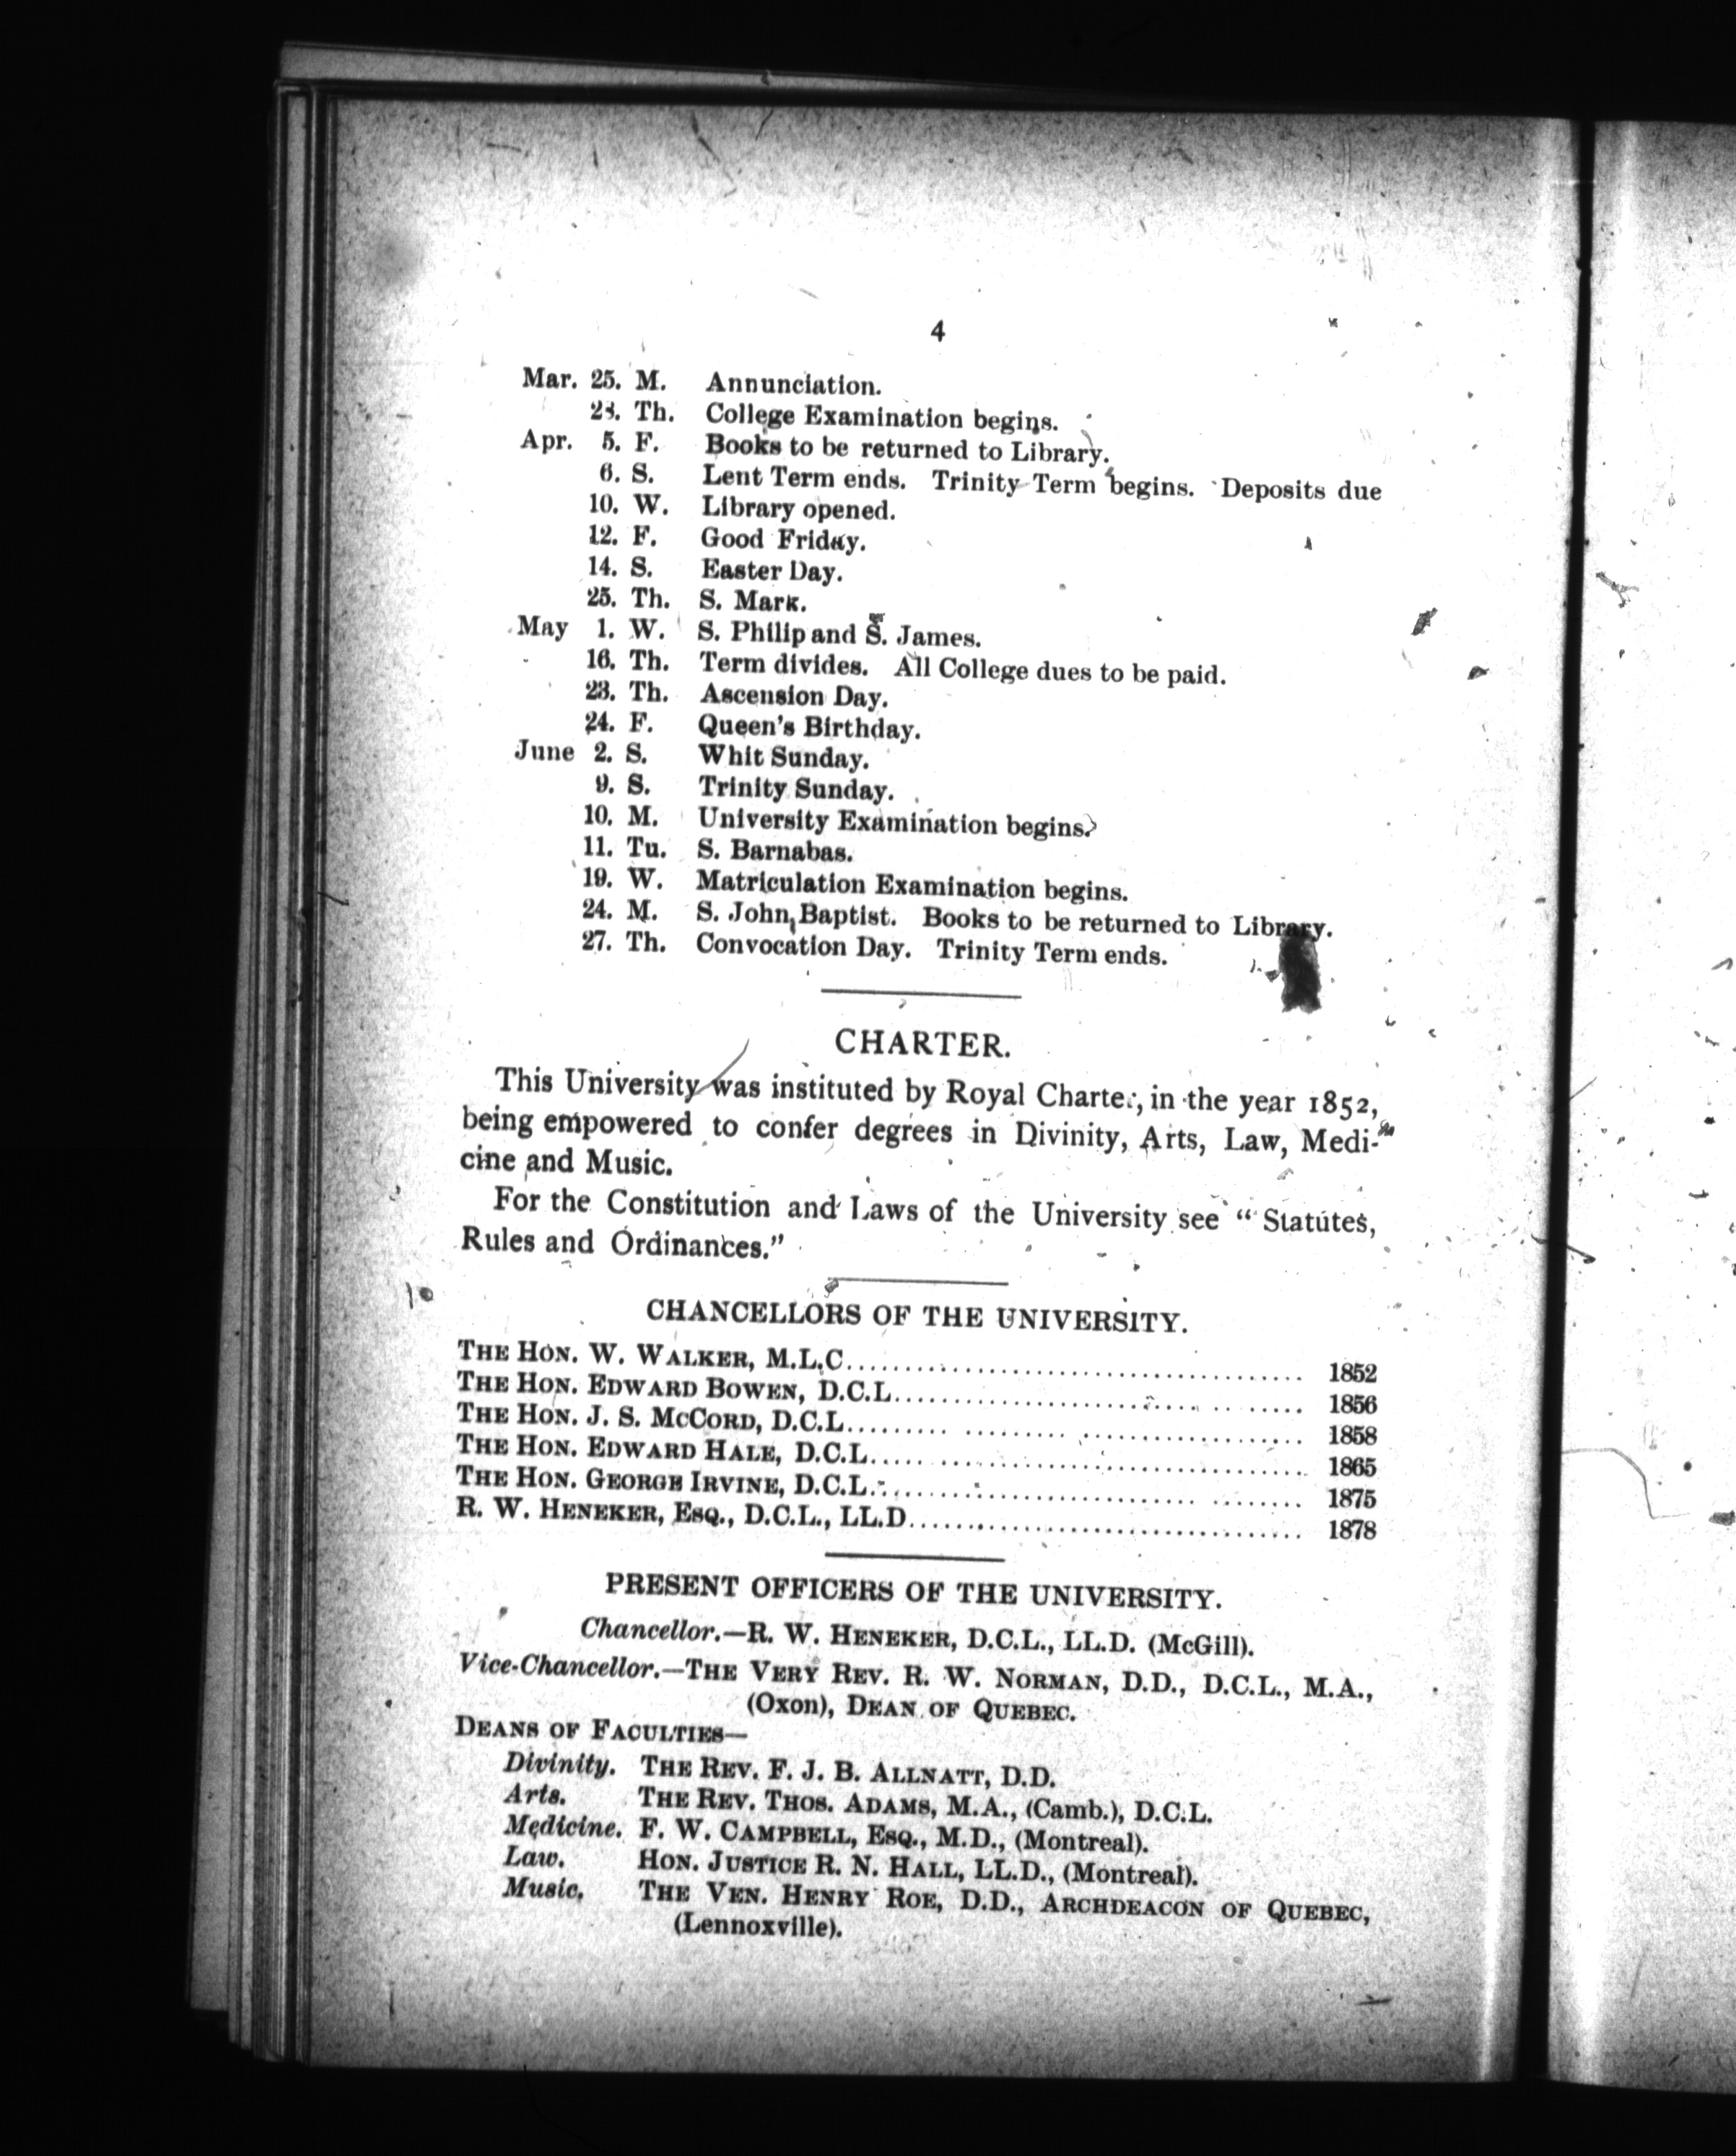 4
Mar. 25. M. Annunciation.
28. Th. College Examination begins.
Apr. 5. F. Books to be returned to Library.
6. S. Lent Term ends. Trinity Term begins. Deposits due
10. W. Library opened.
12. F. Good Friday.
14. S. Easter Day.
25. Th. S. Mark.
May 1. W. S. Philip and S. James.
16. Th. Term divides. All College dues to be paid.
23. Th. Ascension Day.
24. F. Queen's Birthday.
June 2. S. Whit Sunday.
9. S. Trinity Sunday.
10. M. University Examination begins.
11. Tu. S. Barnabas.
19. W. Matriculation Examination begins.
24. M. S. John Baptist. Books to be returned to Library.
27. Th. Convocation Day. Trinity Term ends.
CHARTER.
This University was instituted by Royal Charter, in the year 1852,
being empowered to confer degrees in Divinity, Arts, Law, Medi-
cine and Music.
For the Constitution and Laws of the University see “Statutes,
Rules and Ordinances.”
CHANCELLORS OF THE UNIVERSITY.
THE HON. W. WALKER, M.L.C. 1852
THE HON. EDWARD BOWEN, D.C.L. 1856
THE HON. J. S. MCCORD, D.C.L. 1858
THE HON. EDWARD HALE, D.C.L. 1865
THE HON. GEORGE IRVINE, D.C.L. 1875
R. W. HENEKER, ESQ., D.C.L., LL.D. 1878
PRESENT OFFICERS OF THE UNIVERSITY.
Chancellor.—R. W. HENEKER, D.C.L., LL.D. (McGill).
Vice-Chancellor.—THE VERY REV. R. W. NORMAN, D.D., D.C.L., M.A.,
(Oxon), DEAN OF QUEBEC.
DEANS OF FACULTIES—
Divinity. THE REV. F. J. B. ALLNATT, D.D.
Arts. THE REV. THOS. ADAMS, M.A., (Camb.), D.C.L.
Medicine. F. W. CAMPBELL, ESQ., M.D., (Montreal).
Law. HON. JUSTICE R. N. HALL, LL.D., (Montreal).
Music. THE VEN. HENRY ROE, D.D., ARCHDEACON OF QUEBEC,
(Lennoxville).